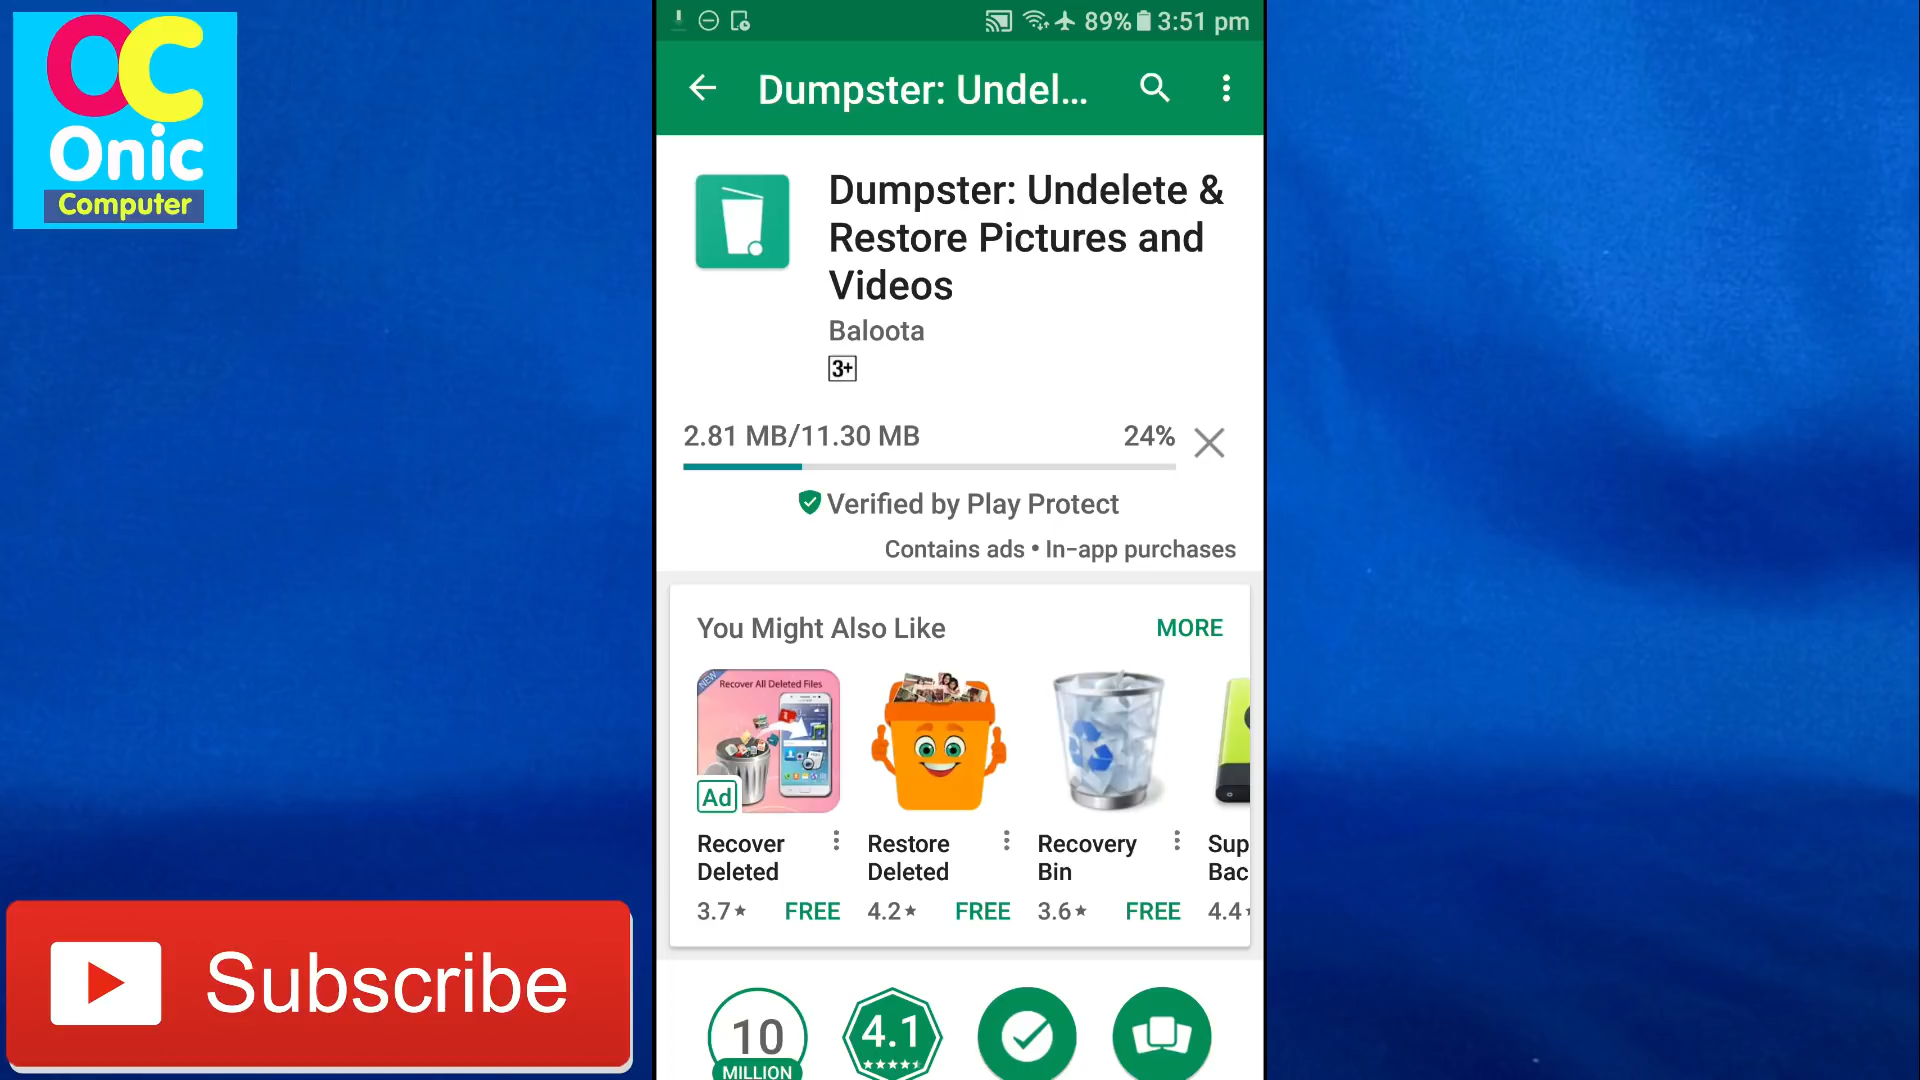 OC
Onic
Computer
89% 3:51 pm
Dumpster: Undel...
Dumpster: Undelete &
Restore Pictures and
Videos
Baloota
3+
2.81 MB/11.30 MB 24%
Verified by Play Protect
Contains ads • In-app purchases
You Might Also Like MORE
NEW
Recover All Deleted Files
Ad
Recover
Deleted
3.7★ FREE
Restore
Deleted
4.2★ FREE
Recovery
Bin
3.6★ FREE
Sup
Bac
4.4
10
MILLION
4.1
Subscribe